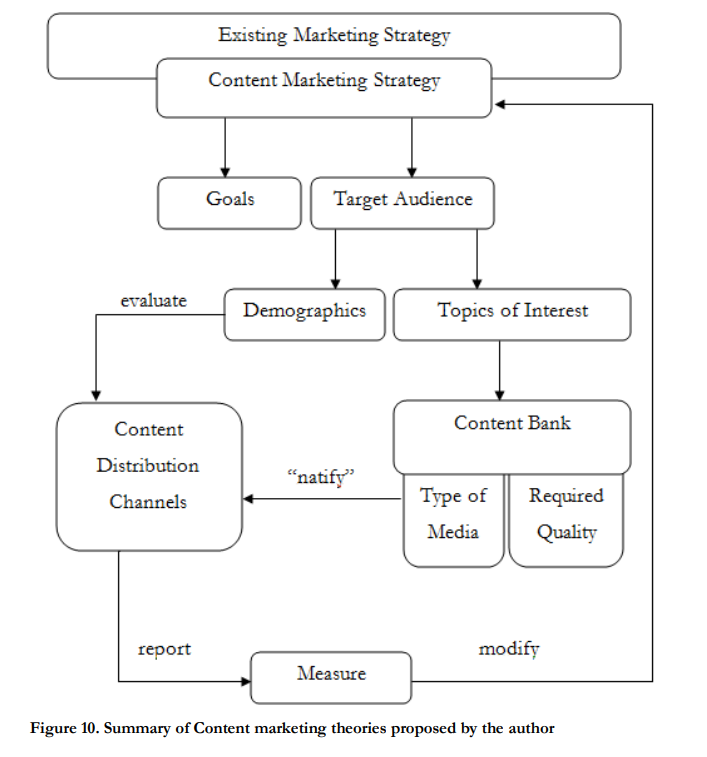 Existing Marketing Strategy
Content Marketing Strategy
Goals
Target Audience
evaluate
Demographics
Topics of Interest
Content
Distribution
Channels
Content Bank
“natify”
Type of
Media
Required
Quality
report
Measure
modify
Figure 10. Summary of Content marketing theories proposed by the author